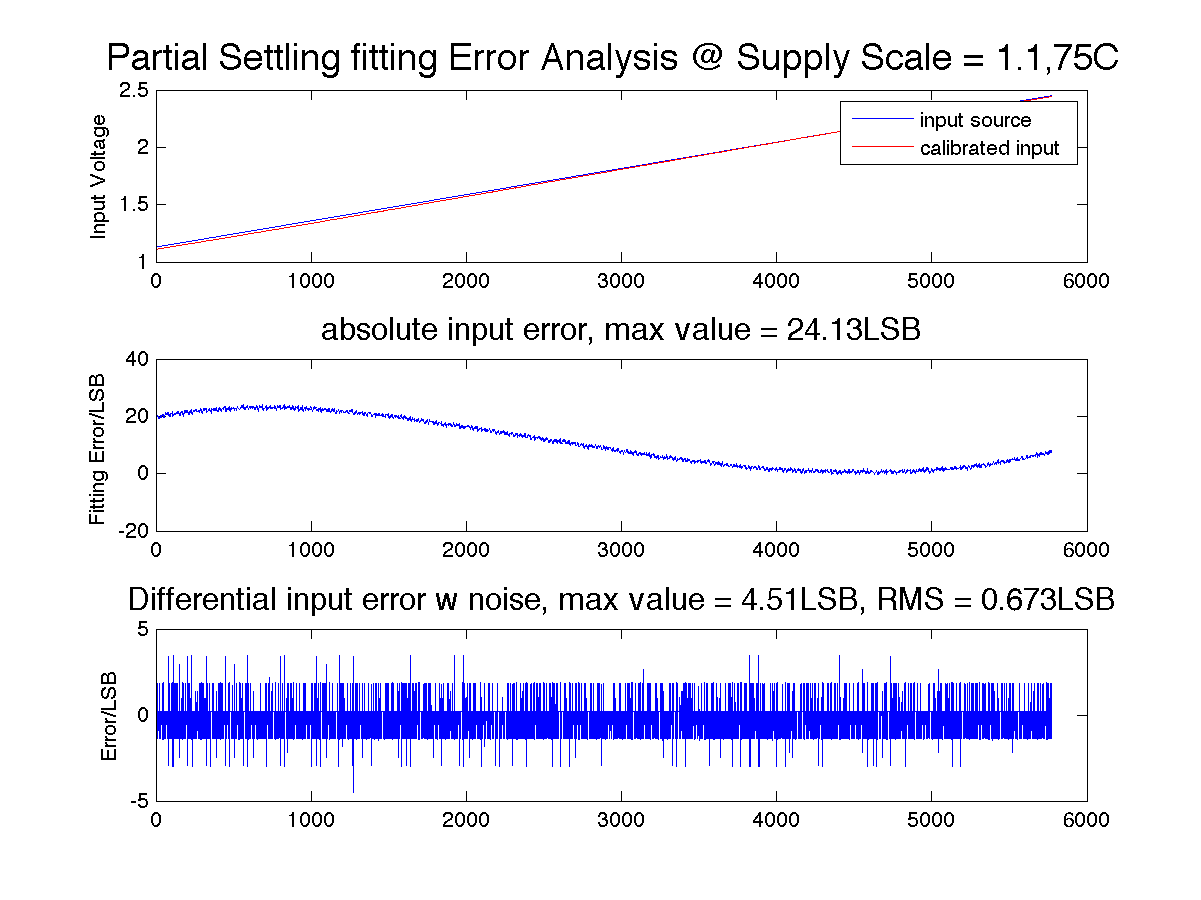 Partial Settling fitting Error Analysis @ Supply Scale = 1.1,75C
2.5
2
1.5
1
Input Voltage
input source
calibrated input
0 1000 2000 3000 4000 5000 6000
absolute input error, max value = 24.13LSB
40
20
0
-20
Fitting Error/LSB
0 1000 2000 3000 4000 5000 6000
Differential input error w noise, max value = 4.51LSB, RMS = 0.673LSB
5
0
-5
Error/LSB
0 1000 2000 3000 4000 5000 6000